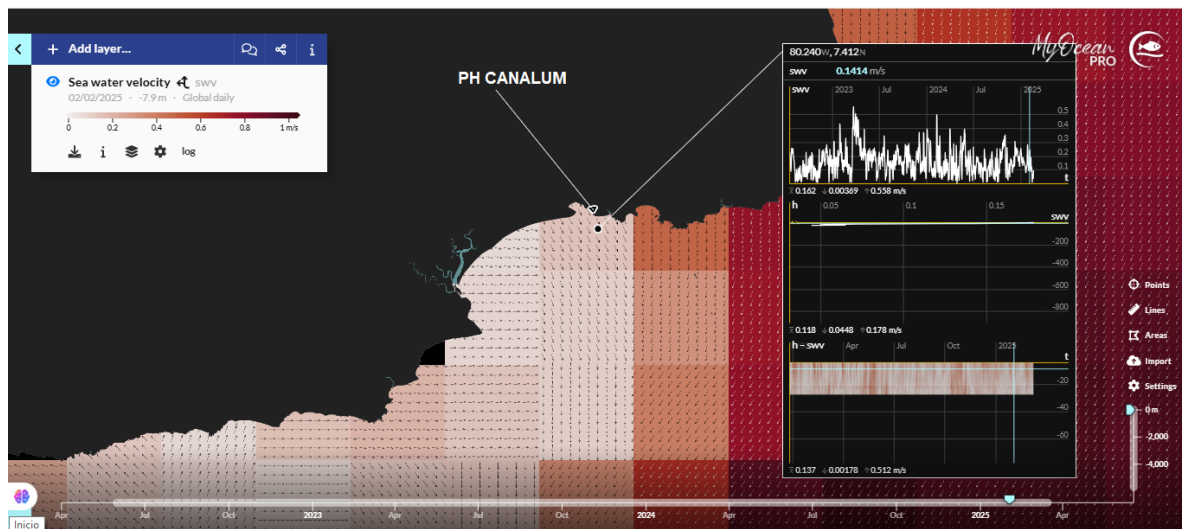 + Add layer...
i
Sea water velocity swv
02/02/2025 · -7.9 m · Global daily
0 0.2 0.4 0.6 0.8 1 m/s
i log
PH CANALUM
MyOcean
PRO
80.240W, 7.412N
swv 0.1414 m/s
swv 2023 Jul 2024 Jul 2025
0.5
0.4
0.3
0.2
0.1
t
x̄ 0.162 ↓ 0.00369 ↑ 0.558 m/s
h 0.05 0.1 0.15
swv
-200
-400
-600
-800
x̄ 0.118 ↓ 0.0448 ↑ 0.178 m/s
h – swv Apr Jul Oct 2025
t
-20
-40
-60
x̄ 0.137 ↓ 0.00178 ↑ 0.512 m/s
Points
Lines
Areas
Import
Settings
0 m
-2,000
-4,000
Apr Jul Oct 2023 Apr Jul Oct 2024 Apr Jul Oct 2025 Apr
Inicio